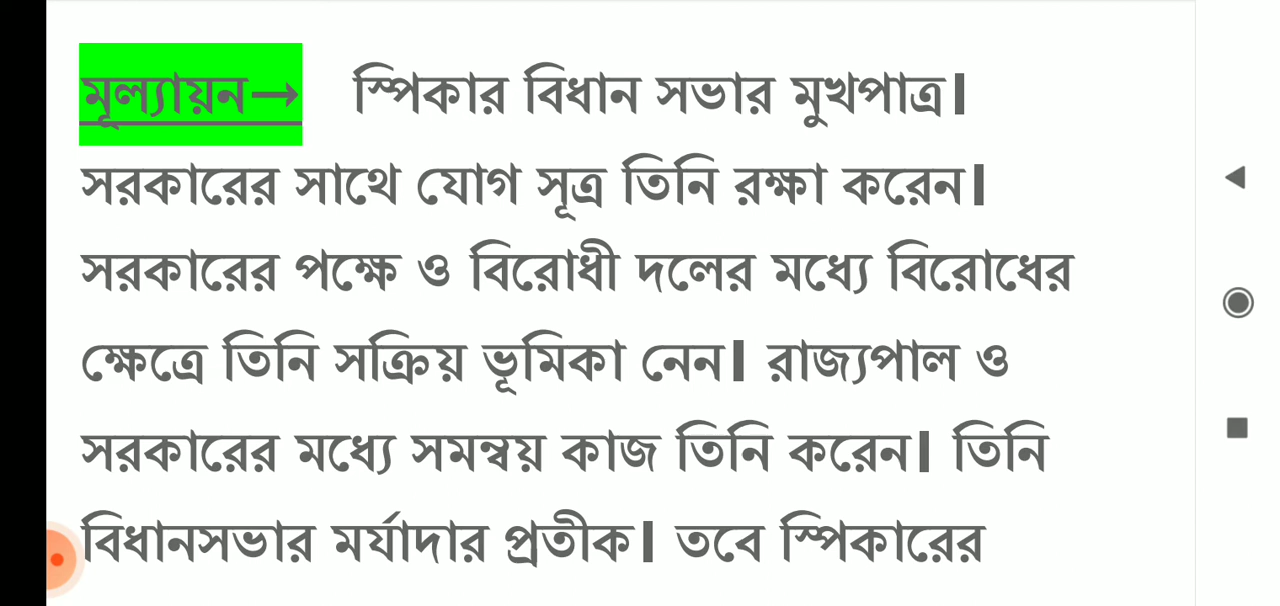 মূল্যায়ন→ স্পিকার বিধান সভার মুখপাত্র।
সরকারের সাথে যোগ সূত্র তিনি রক্ষা করেন।
সরকারের পক্ষে ও বিরোধী দলের মধ্যে বিরোধের
ক্ষেত্রে তিনি সক্রিয় ভূমিকা নেন। রাজ্যপাল ও
সরকারের মধ্যে সমন্বয় কাজ তিনি করেন। তিনি
বিধানসভার মর্যাদার প্রতীক। তবে স্পিকারের